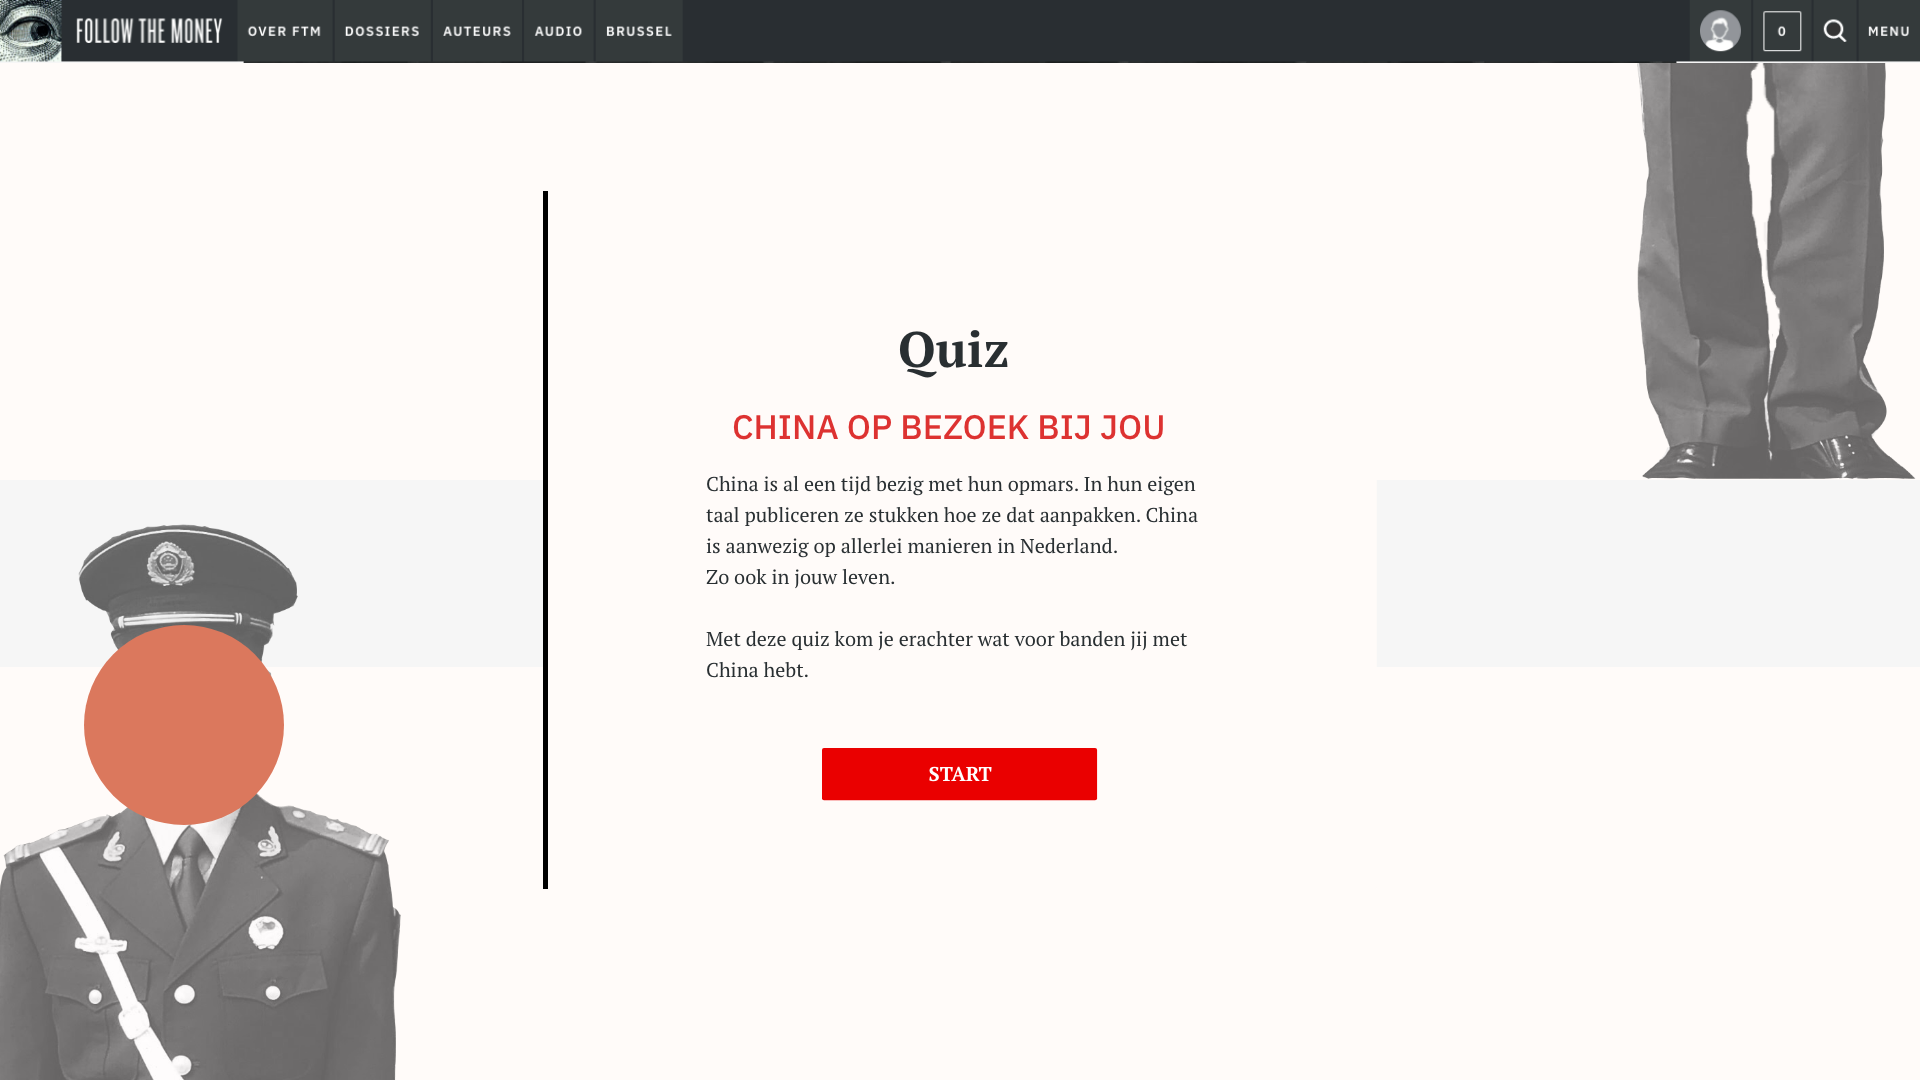 FOLLOW THE MONEY
OVER FTM
DOSSIERS
AUTEURS
AUDIO
BRUSSEL
0
MENU
Quiz
CHINA OP BEZOEK BIJ JOU
China is al een tijd bezig met hun opmars. In hun eigen
taal publiceren ze stukken hoe ze dat aanpakken. China
is aanwezig op allerlei manieren in Nederland.
Zo ook in jouw leven.
Met deze quiz kom je erachter wat voor banden jij met
China hebt.
START